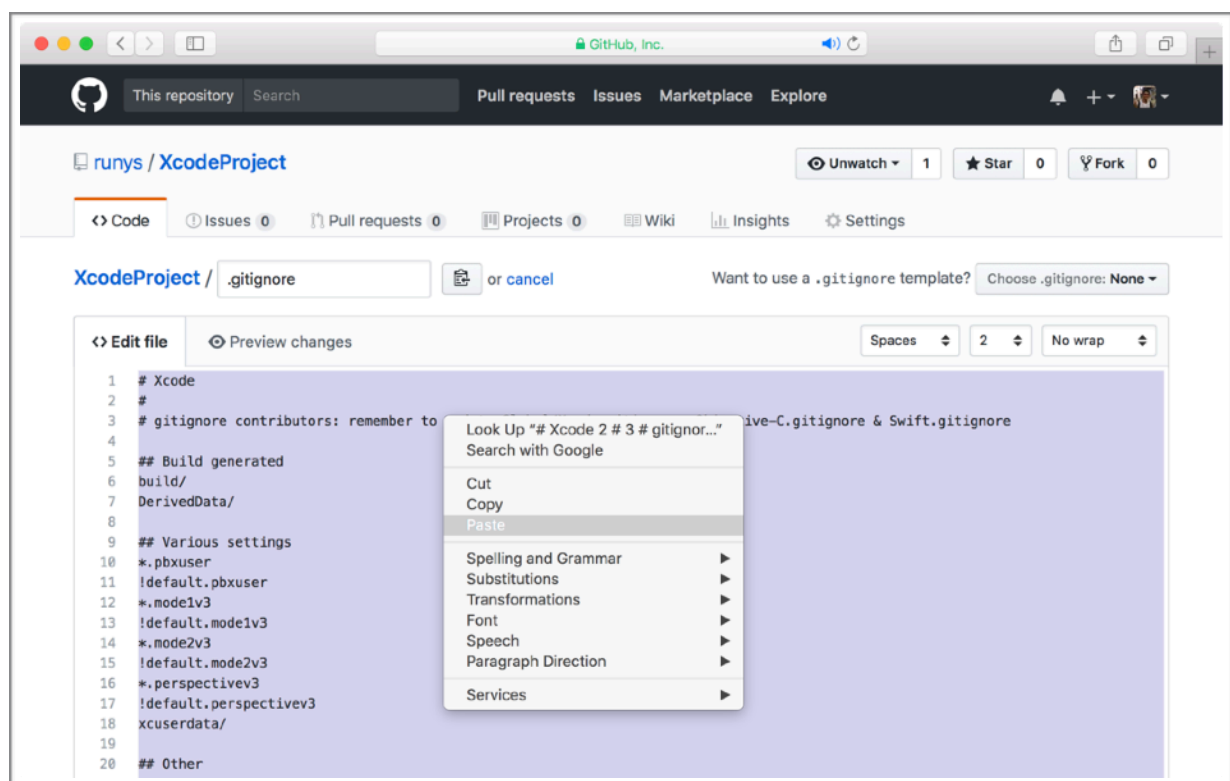 GitHub, Inc.
This repository Search Pull requests Issues Marketplace Explore
runys / XcodeProject
Unwatch 1 Star 0 Fork 0
<> Code Issues 0 Pull requests 0 Projects 0 Wiki Insights Settings
XcodeProject / .gitignore or cancel Want to use a .gitignore template? Choose .gitignore: None
<> Edit file Preview changes Spaces 2 No wrap
1 # Xcode
2 #
3 # gitignore contributors: remember to ive-C.gitignore & Swift.gitignore
4
5 ## Build generated
6 build/
7 DerivedData/
8
9 ## Various settings
10 *.pbxuser
11 !default.pbxuser
12 *.mode1v3
13 !default.mode1v3
14 *.mode2v3
15 !default.mode2v3
16 *.perspectivev3
17 !default.perspectivev3
18 xcuserdata/
19
20 ## Other
Look Up “# Xcode 2 # 3 # gitignor...”
Search with Google
Cut
Copy
Paste
Spelling and Grammar
Substitutions
Transformations
Font
Speech
Paragraph Direction
Services